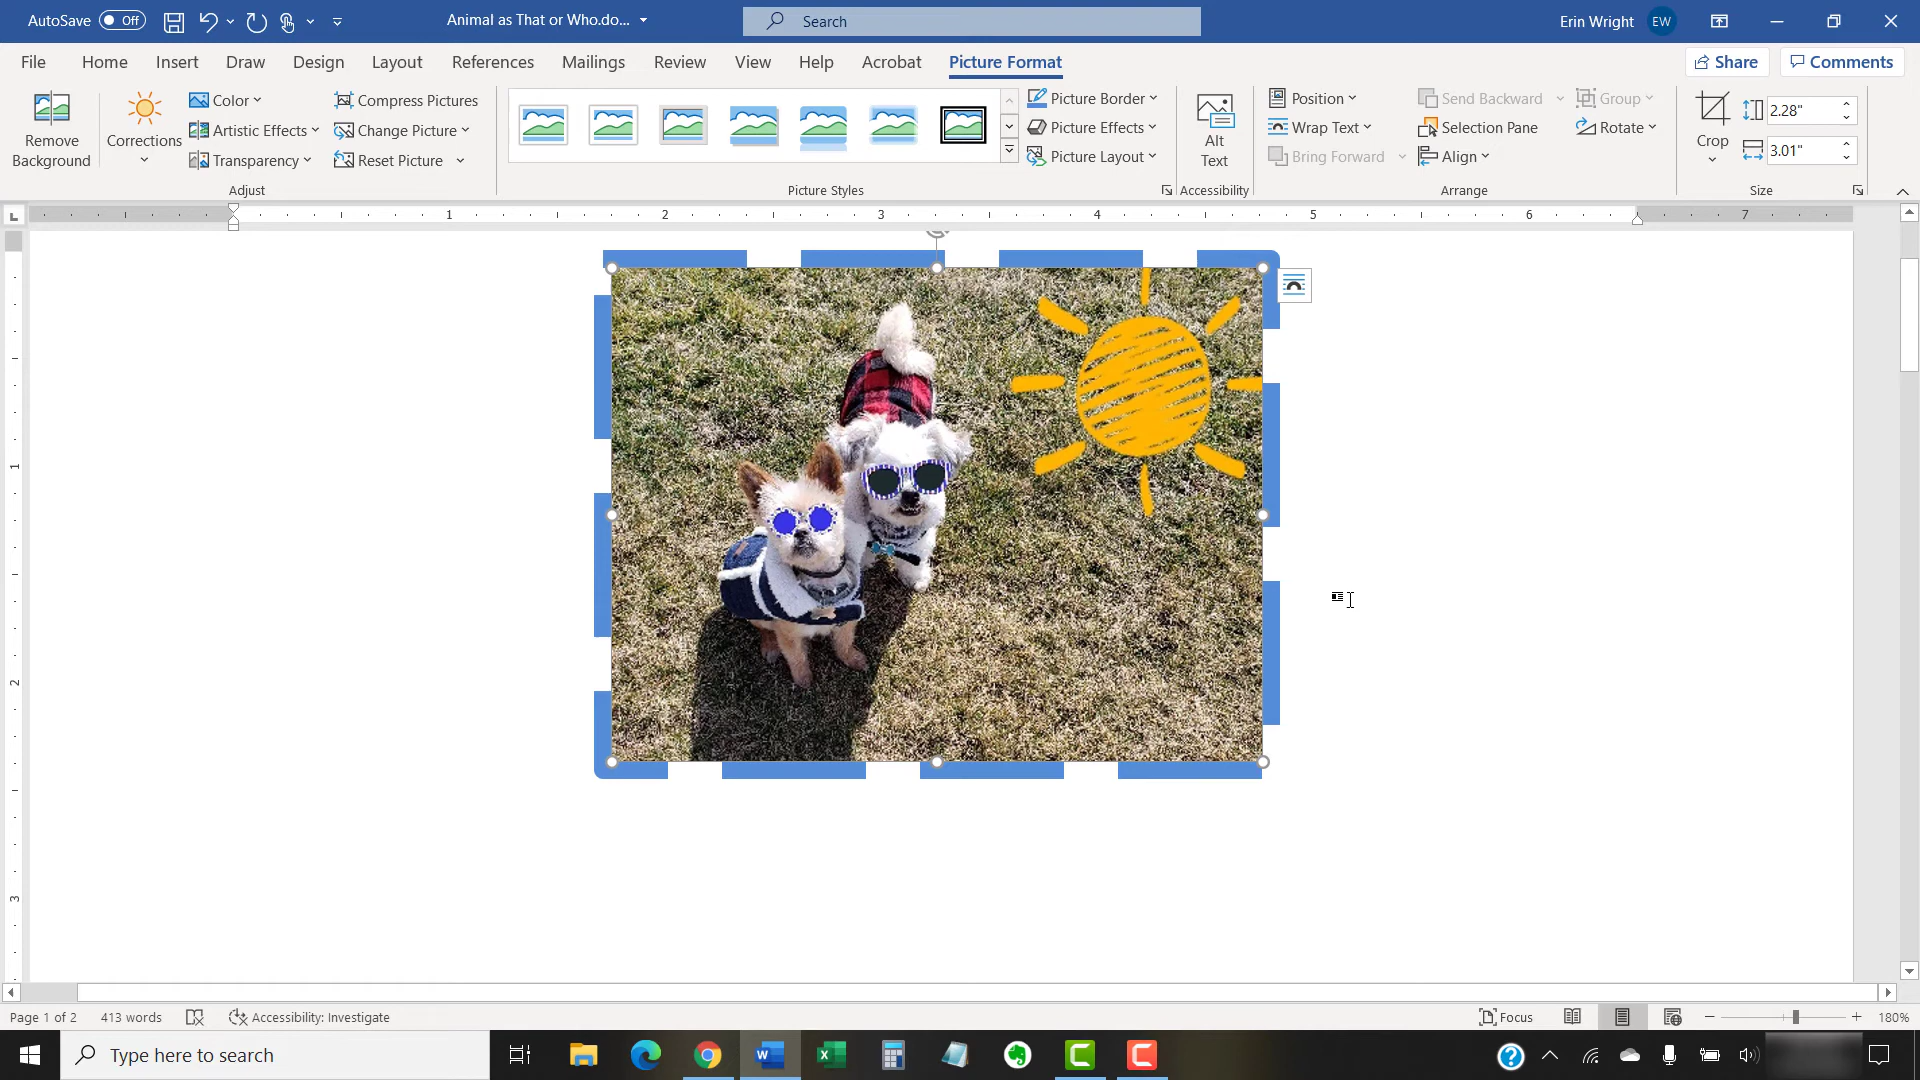 AutoSave Off Animal as That or Who.do... Search Erin Wright EW
File Home Insert Draw Design Layout References Mailings Review View Help Acrobat Picture Format Share Comments
Remove Background
Corrections
Color
Artistic Effects
Transparency
Compress Pictures
Change Picture
Reset Picture
Adjust
Picture Border
Picture Effects
Picture Layout
Picture Styles
Alt Text
Accessibility
Position
Wrap Text
Bring Forward
Send Backward
Selection Pane
Align
Group
Rotate
Arrange
Crop
2.28"
3.01"
Size
L 1 2 3 4 5 6 7
1
2
3
Page 1 of 2 413 words Accessibility: Investigate Focus 180%
Type here to search